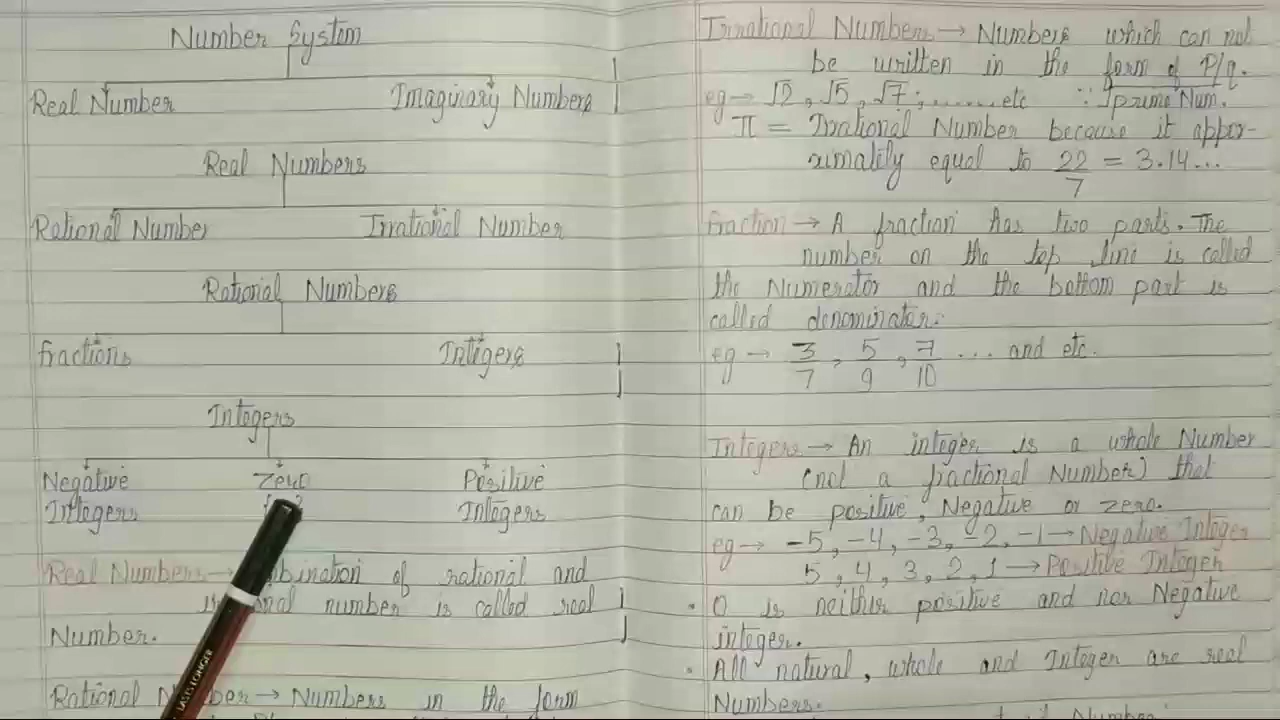 Number System
Real Number Imaginary Numbers
Real Numbers
Rational Number Irrational Number
Rational Numbers
fractions Integers
Integers
Negative Zero Positive
Integers Integers
Real Numbers → of rational and
number is called real
Number.
Rational Number → Numbers in the form
Irrational Numbers → Numbers which can not
be written in the form of P/q.
eg → √2, √5, √7, ....... etc ∵ √prime Num.
π = Irrational Number because it appor-
ximately equal to 22/7 = 3.14...
fraction → A fraction has two parts. The
number on the top line is called
the Numerator and the bottom part is
called denominator.
eg → 3/7, 5/9, 7/10 ... and etc.
Integers → An integer is a whole Number
(not a fractional Number) that
can be positive, Negative or zero.
eg → -5, -4, -3, -2, -1 → Negative Integer
5, 4, 3, 2, 1 → Positive Integer
• 0 is neither positive and nor Negative
integer.
• All natural, whole and Integer are real
Numbers.
LASTS LONGER